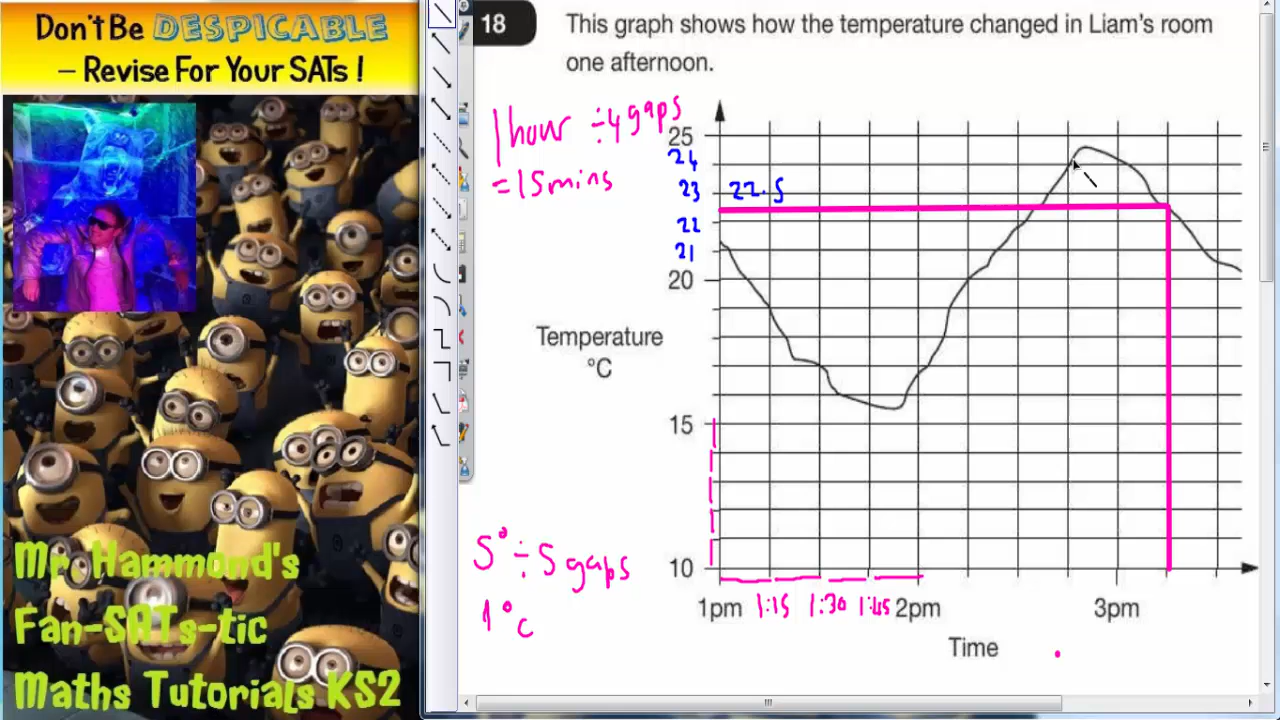 Don't Be DESPICABLE
– Revise For Your SATs !
Mr Hammond's
Fan-SATs-tic
Maths Tutorials KS2
18 This graph shows how the temperature changed in Liam's room
one afternoon.
1 hour ÷ 4 gaps
= 15 mins
25
24
23
22.5
22
21
20
Temperature
°C
15
5° ÷ 5 gaps
1°c
10
1pm 1:15 1:30 1:45 2pm 3pm
Time